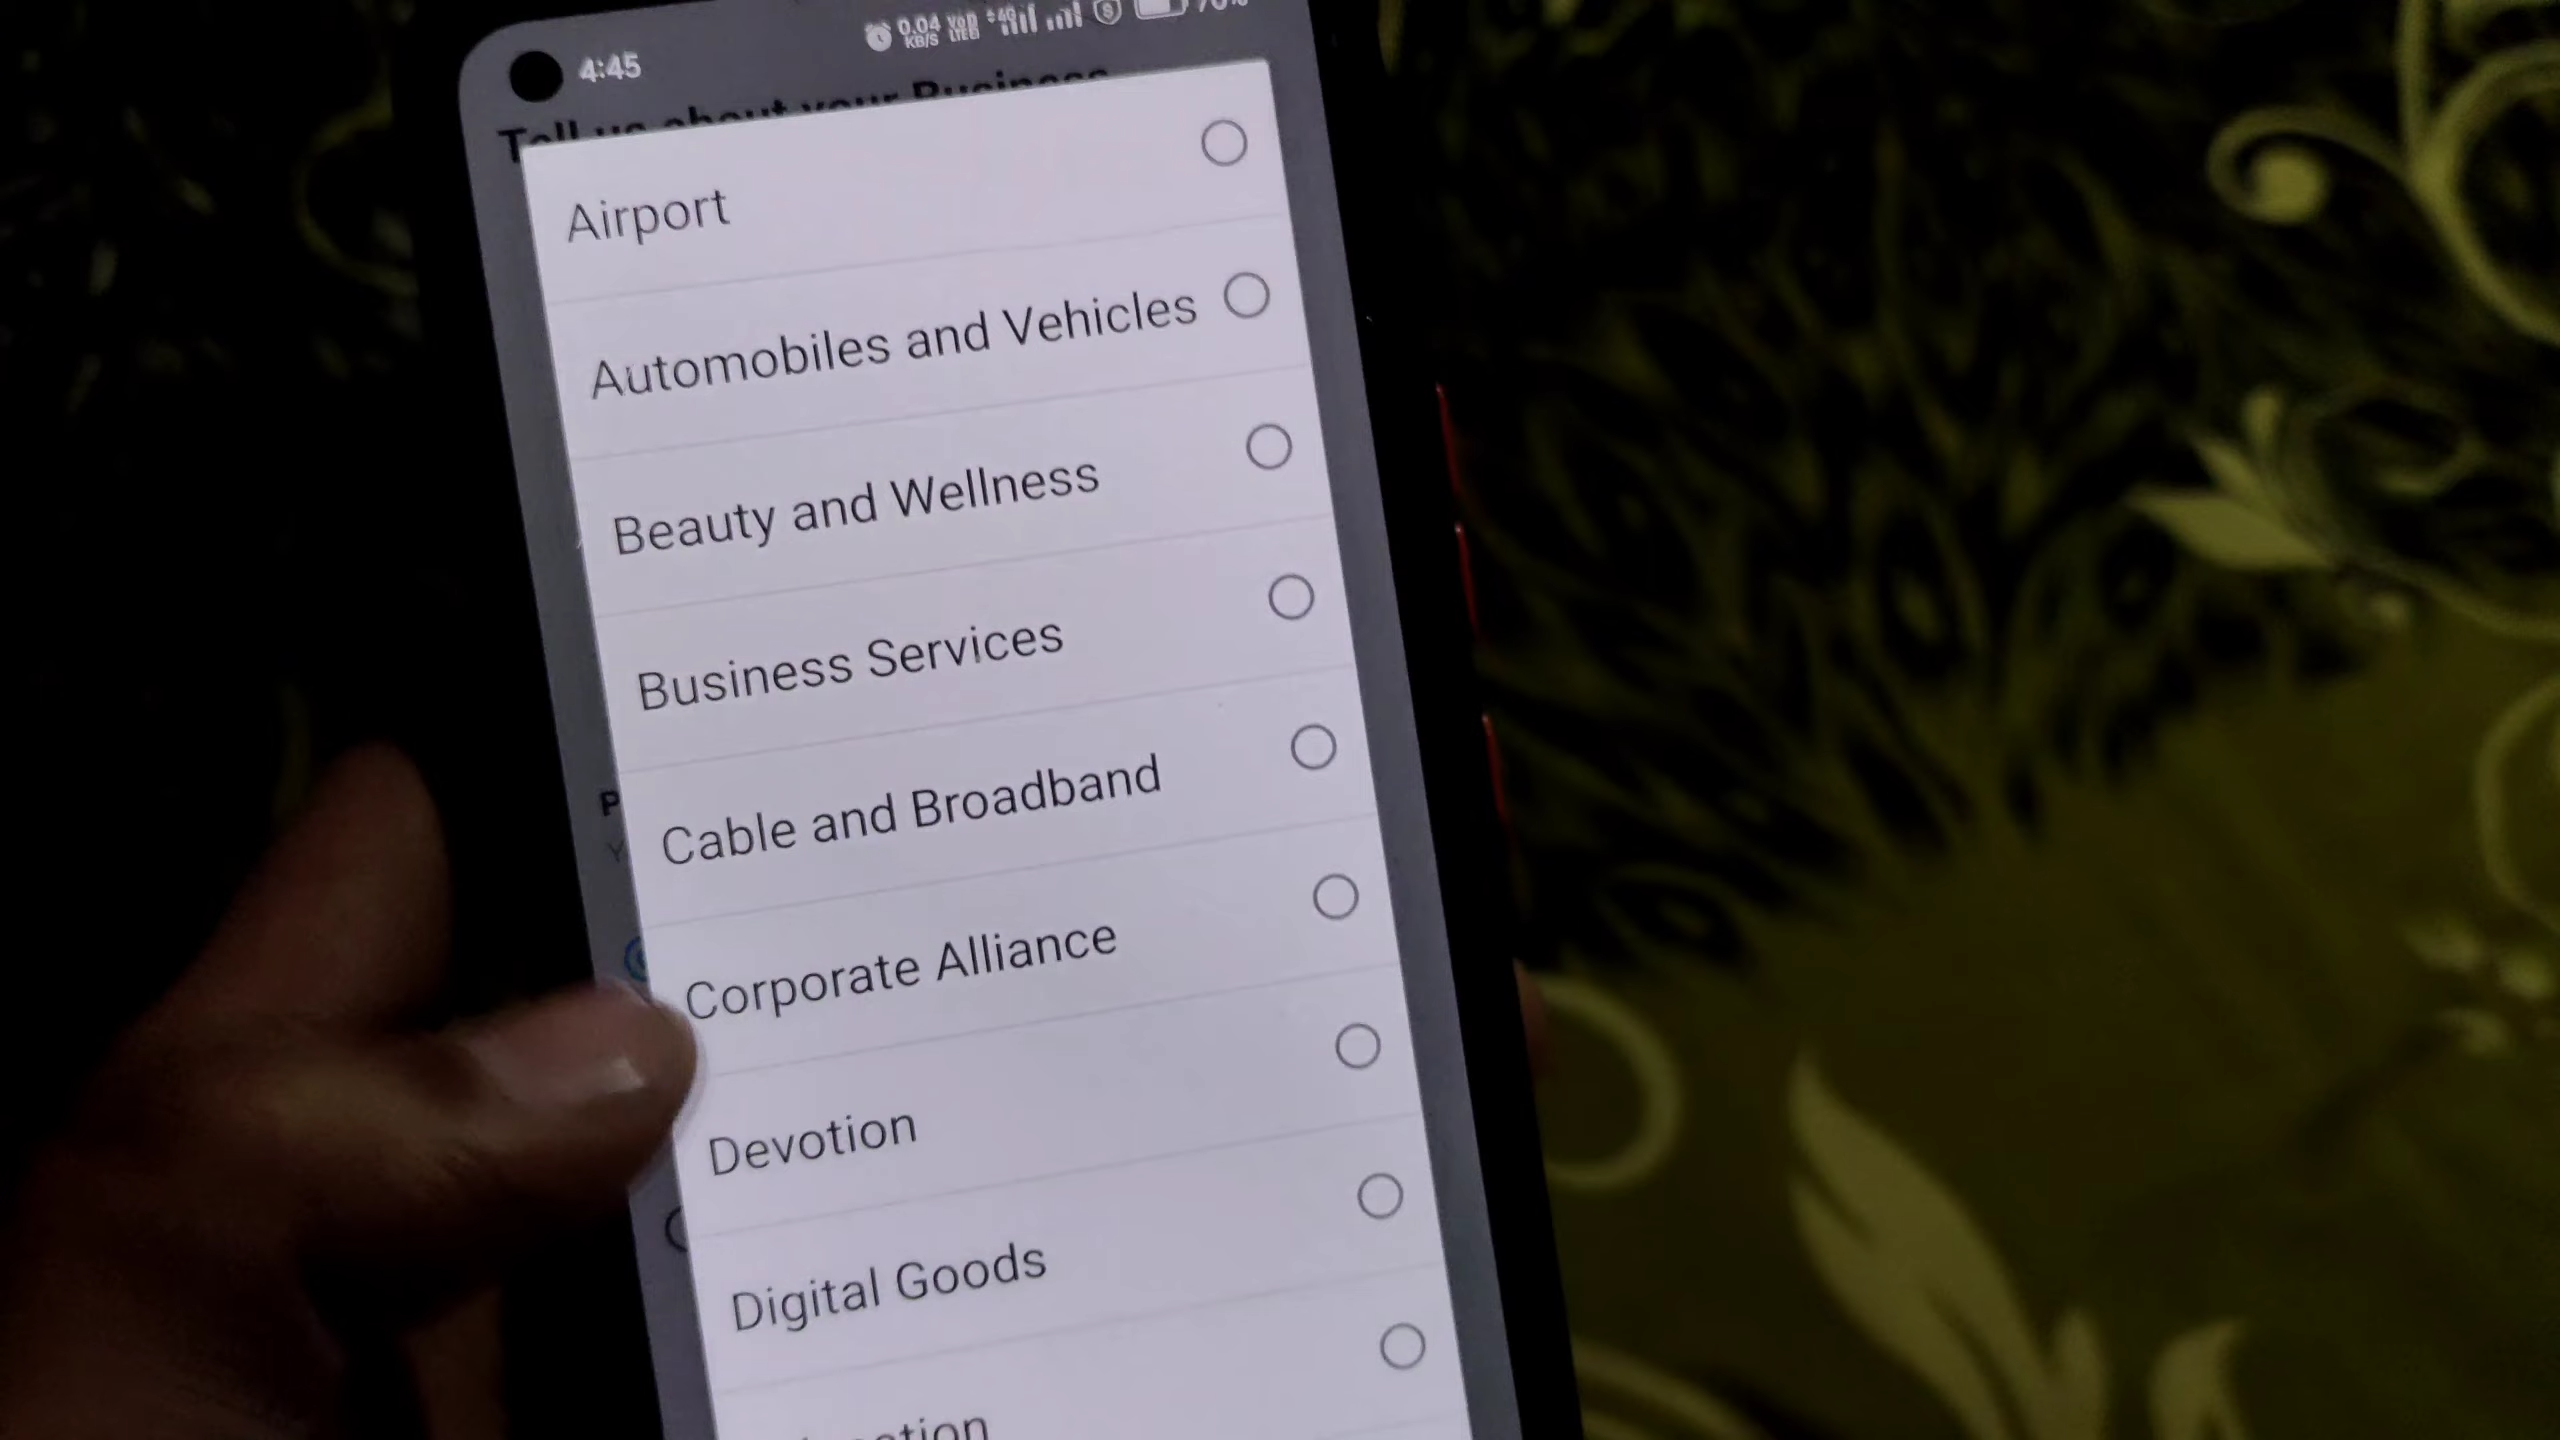 4:45
0.04
KB/S
Tell us about your Business
Airport
Automobiles and Vehicles
Beauty and Wellness
Business Services
Cable and Broadband
Corporate Alliance
Devotion
Digital Goods